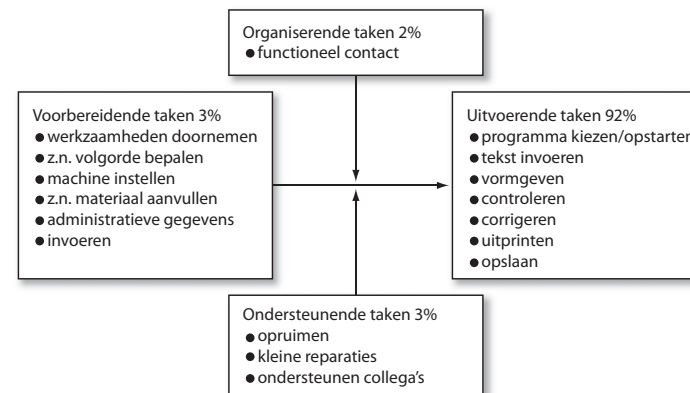 Organiserende taken 2%
● functioneel contact
Voorbereidende taken 3%
● werkzaamheden doornemen
● z.n. volgorde bepalen
● machine instellen
● z.n. materiaal aanvullen
● administratieve gegevens
● invoeren
Uitvoerende taken 92%
● programma kiezen/opstarten
● tekst invoeren
● vormgeven
● controleren
● corrigeren
● uitprinten
● opslaan
Ondersteunende taken 3%
● opruimen
● kleine reparaties
● ondersteunen collega's